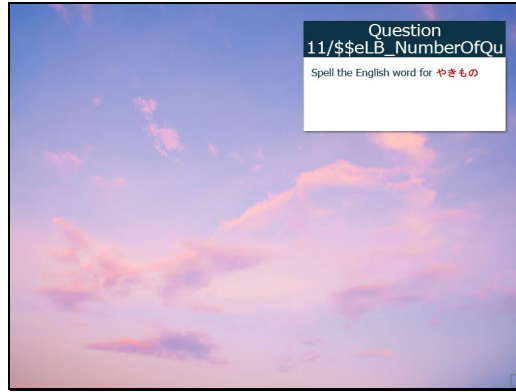 Question
11/$$eLB_NumberOfQu
Spell the English word for やきもの